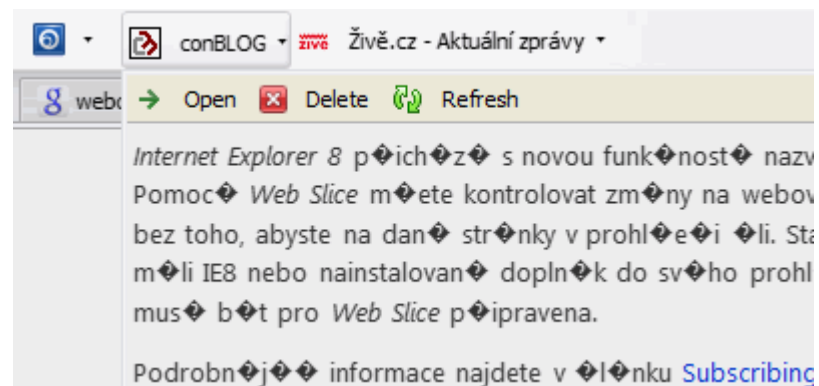 conBLOG živě Živě.cz - Aktuální zprávy
webo Open Delete Refresh
Internet Explorer 8 p�ich�z� s novou funk�nost� nazv
Pomoc� Web Slice m�ete kontrolovat zm�ny na webov
bez toho, abyste na dan� str�nky v prohl�e�i �li. Sta
m�li IE8 nebo nainstalovan� dopln�k do sv�ho prohl
mus� b�t pro Web Slice p�ipravena.
Podrobn�j�� informace najdete v �l�nku Subscribing